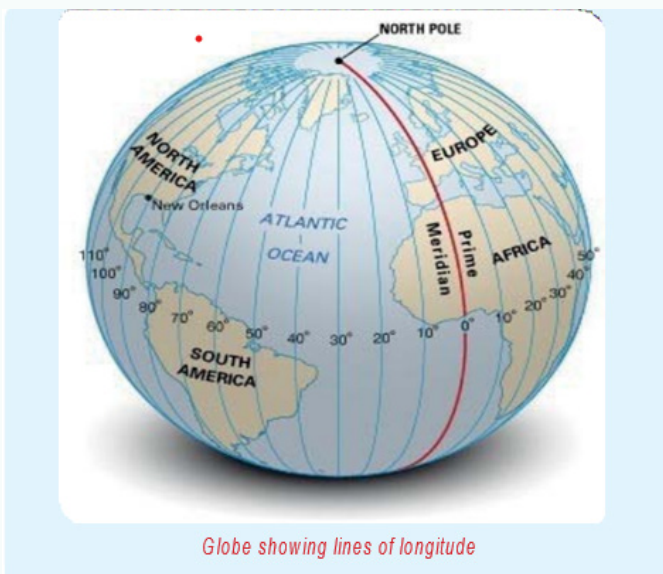 NORTH POLE
EUROPE
NORTH
AMERICA
New Orleans
ATLANTIC
OCEAN
Prime
Meridian
AFRICA
110°
100°
90°
80°
70°
60°
50°
40°
30°
20°
10°
0°
10°
20°
30°
40°
50°
SOUTH
AMERICA
Globe showing lines of longitude